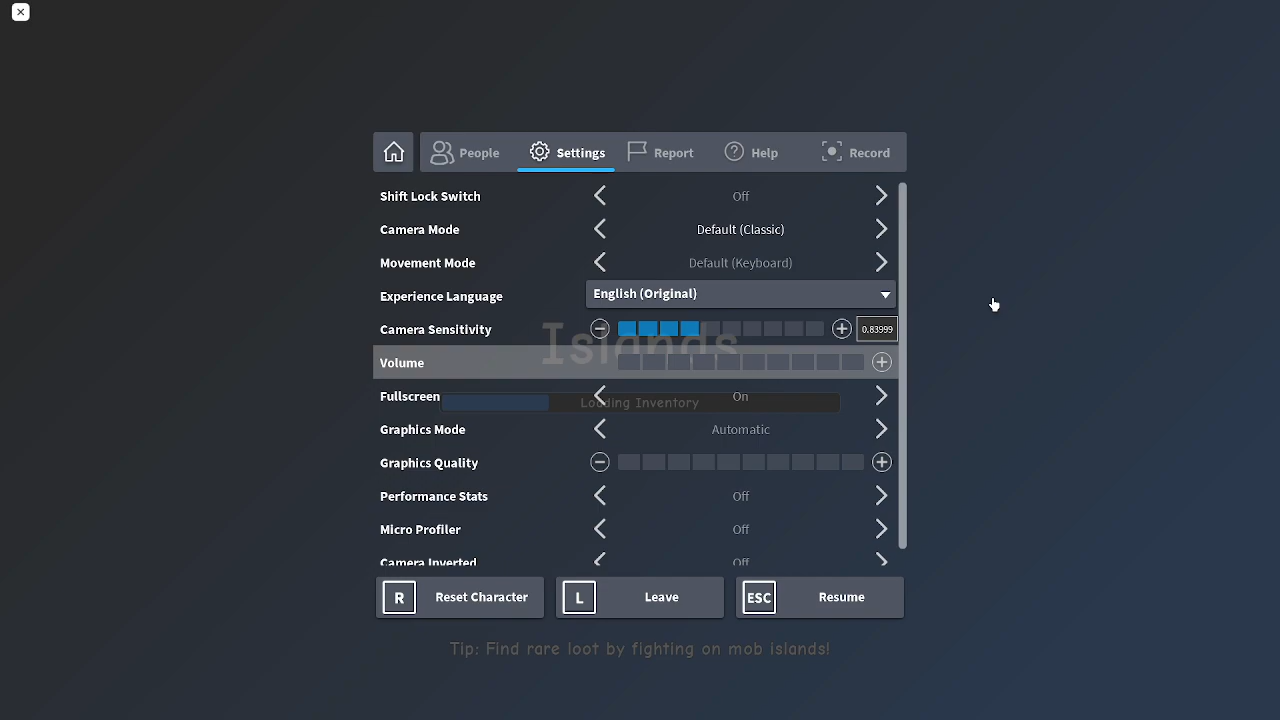 People Settings Report Help Record
Shift Lock Switch Off
Camera Mode Default (Classic)
Movement Mode Default (Keyboard)
Experience Language English (Original)
Camera Sensitivity 0.83999
Islands
Volume
Fullscreen On
Loading Inventory
Graphics Mode Automatic
Graphics Quality
Performance Stats Off
Micro Profiler Off
Camera Inverted Off
R Reset Character L Leave ESC Resume
Tip: Find rare loot by fighting on mob islands!